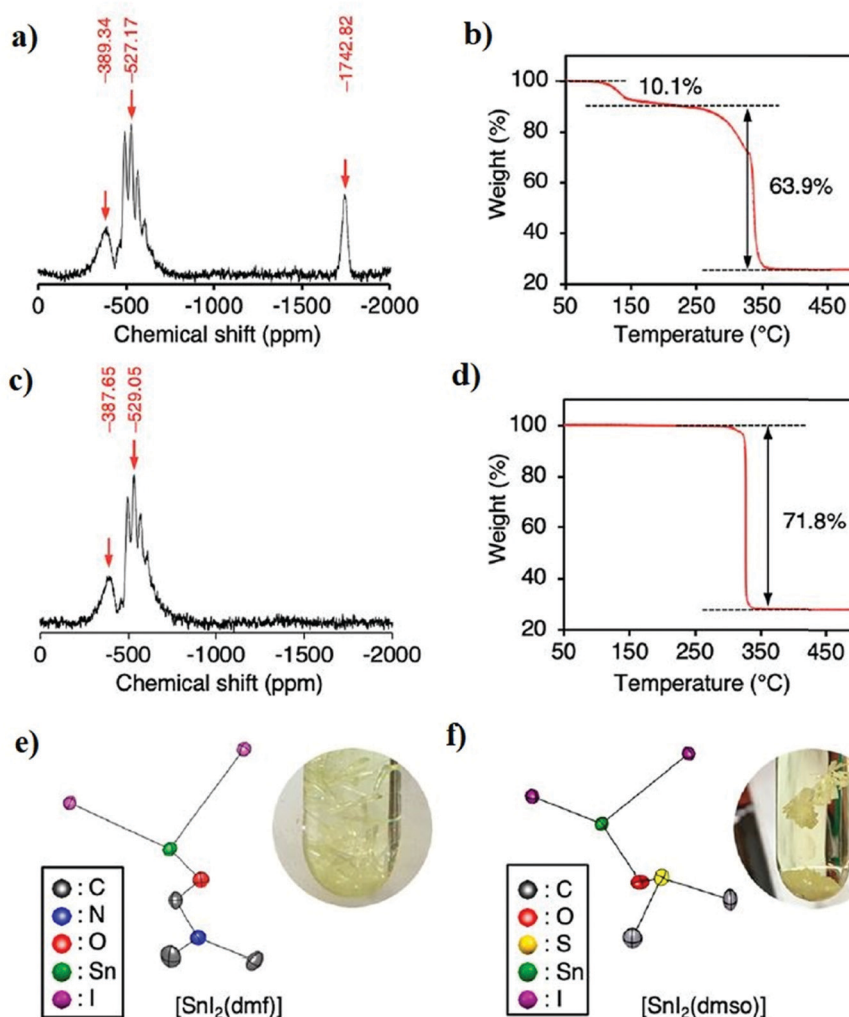 a)
–389.34
–527.17
–1742.82
0
-500
-1000
-1500
-2000
Chemical shift (ppm)
b)
Weight (%)
100
80
60
40
20
10.1%
63.9%
50
150
250
350
450
Temperature (°C)
c)
–387.65
–529.05
0
-500
-1000
-1500
-2000
Chemical shift (ppm)
d)
Weight (%)
100
80
60
40
20
71.8%
50
150
250
350
450
Temperature (°C)
e)
: C
: N
: O
: Sn
: I
[SnI₂(dmf)]
f)
: C
: O
: S
: Sn
: I
[SnI₂(dmso)]